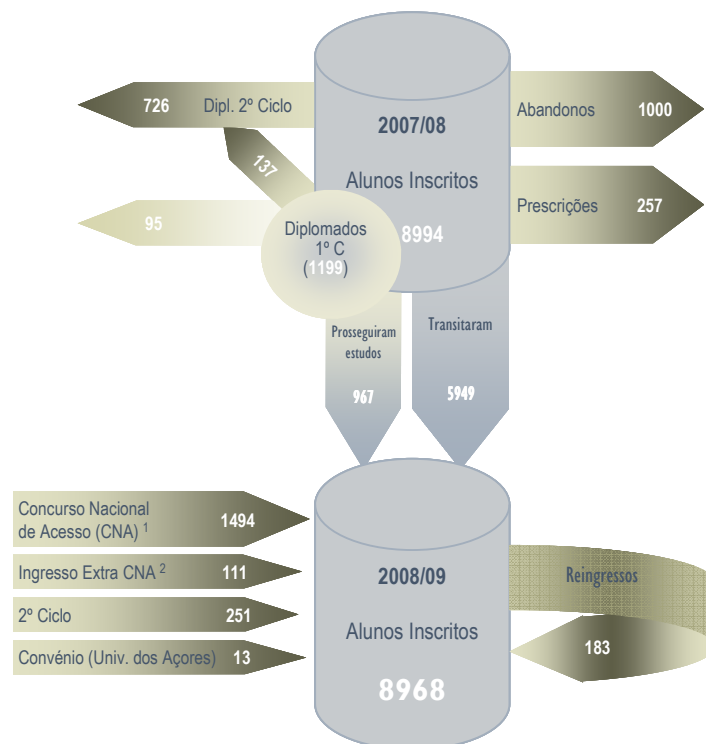 726 Dipl. 2º Ciclo
137
95
2007/08
Alunos Inscritos
8994
Diplomados
1º C
(1199)
Abandonos 1000
Prescrições 257
Prosseguiram
estudos
967
Transitaram
5949
Concurso Nacional
de Acesso (CNA) ¹ 1494
Ingresso Extra CNA ² 111
2º Ciclo 251
Convénio (Univ. dos Açores) 13
2008/09
Alunos Inscritos
8968
Reingressos
183